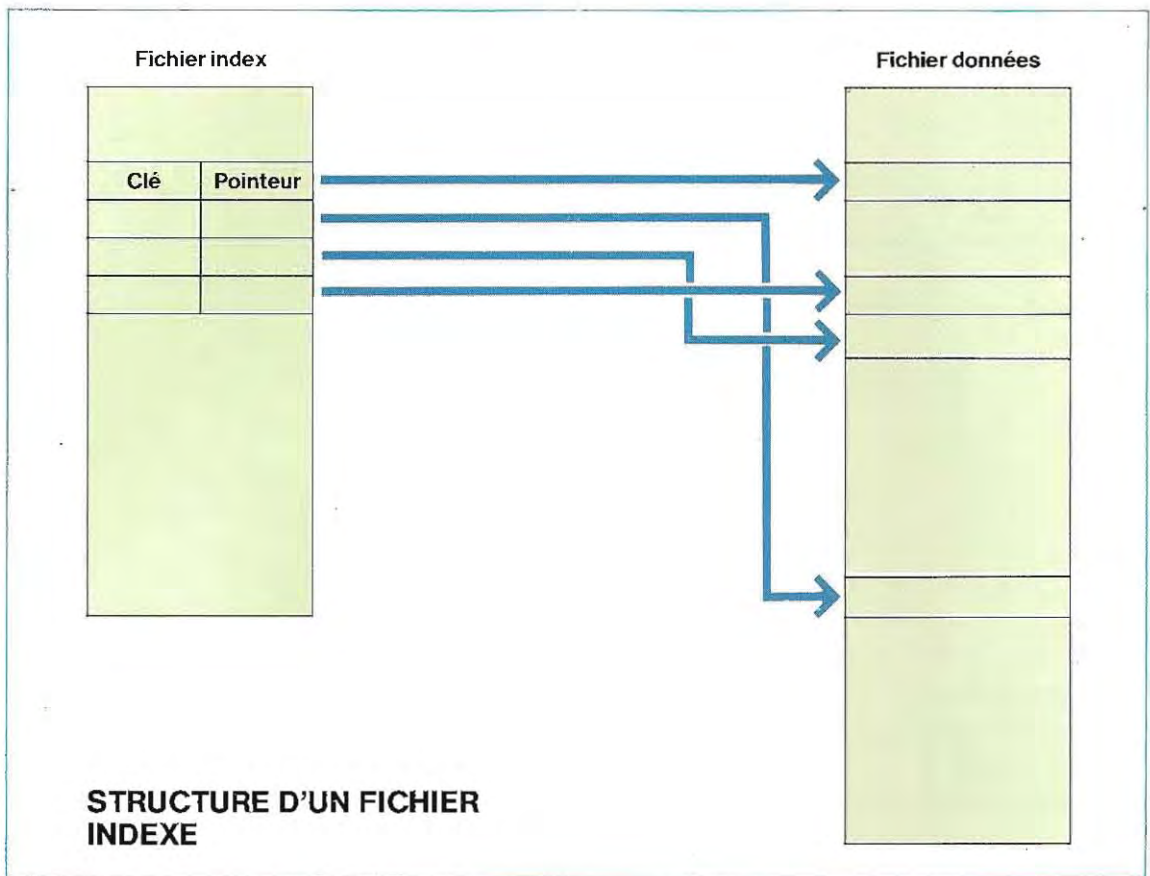 Fichier index
Fichier données
Clé
Pointeur
STRUCTURE D'UN FICHIER
INDEXE